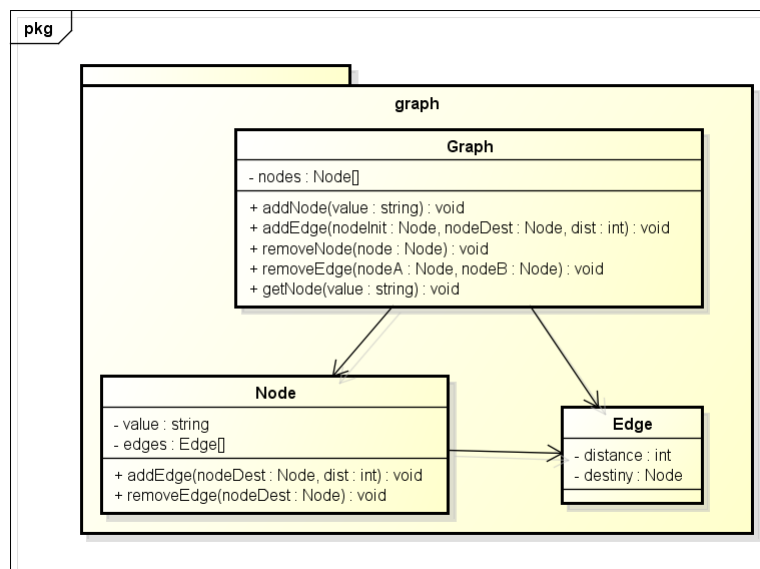 pkg
graph
Graph
- nodes : Node[]
+ addNode(value : string) : void
+ addEdge(nodeInit : Node, nodeDest : Node, dist : int) : void
+ removeNode(node : Node) : void
+ removeEdge(nodeA : Node, nodeB : Node) : void
+ getNode(value : string) : void
Node
- value : string
- edges : Edge[]
+ addEdge(nodeDest : Node, dist : int) : void
+ removeEdge(nodeDest : Node) : void
Edge
- distance : int
- destiny : Node